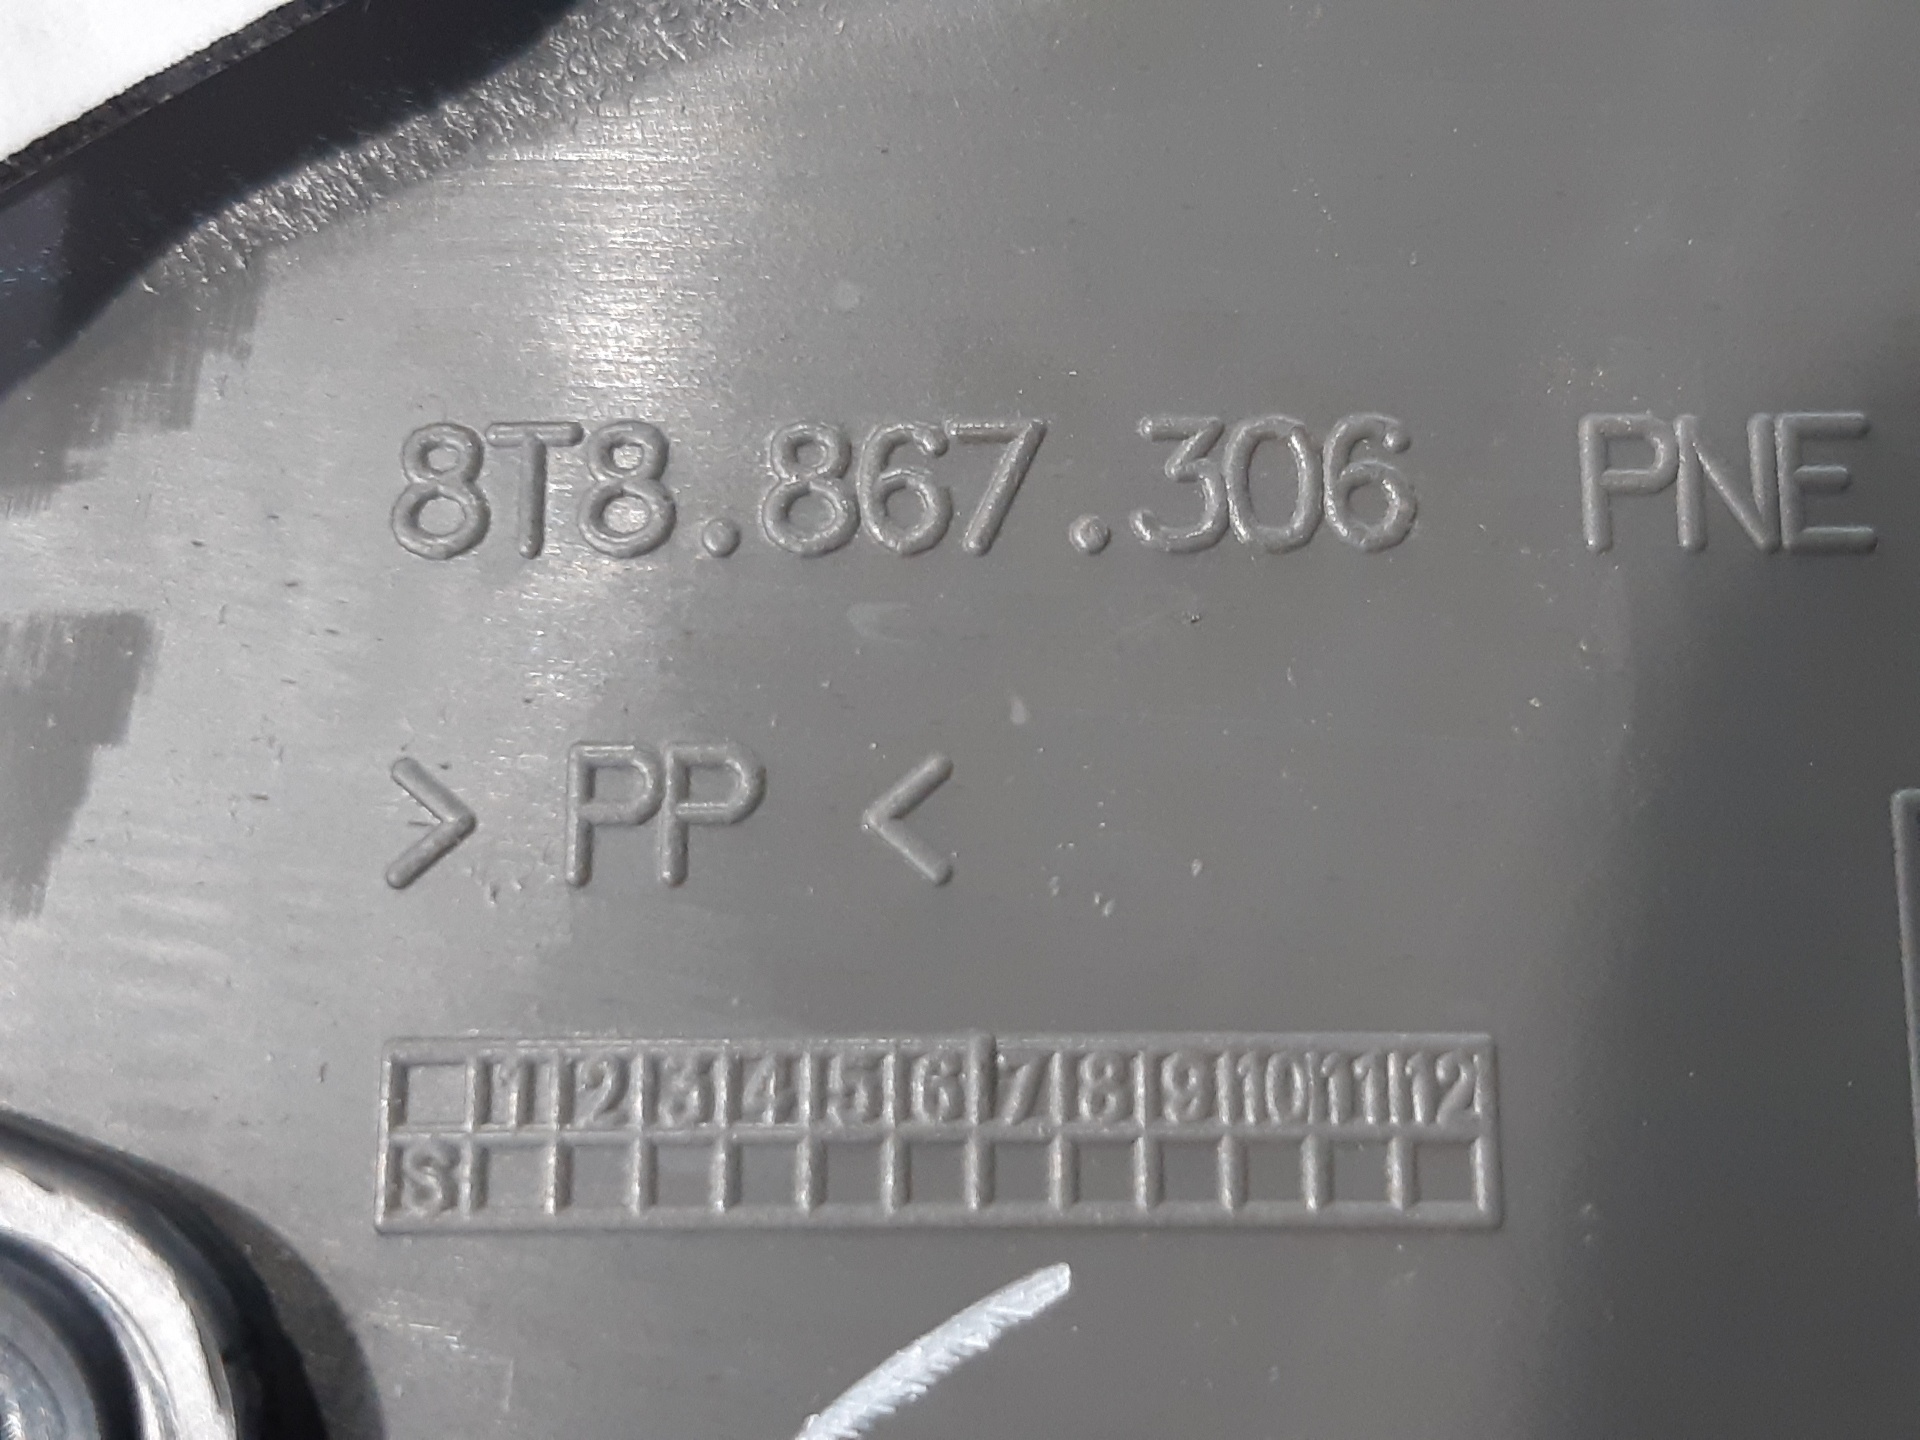 8T8.867.306 PNE
> PP <
1 2 3 4 5 6 7 8 9 10 11 12
S